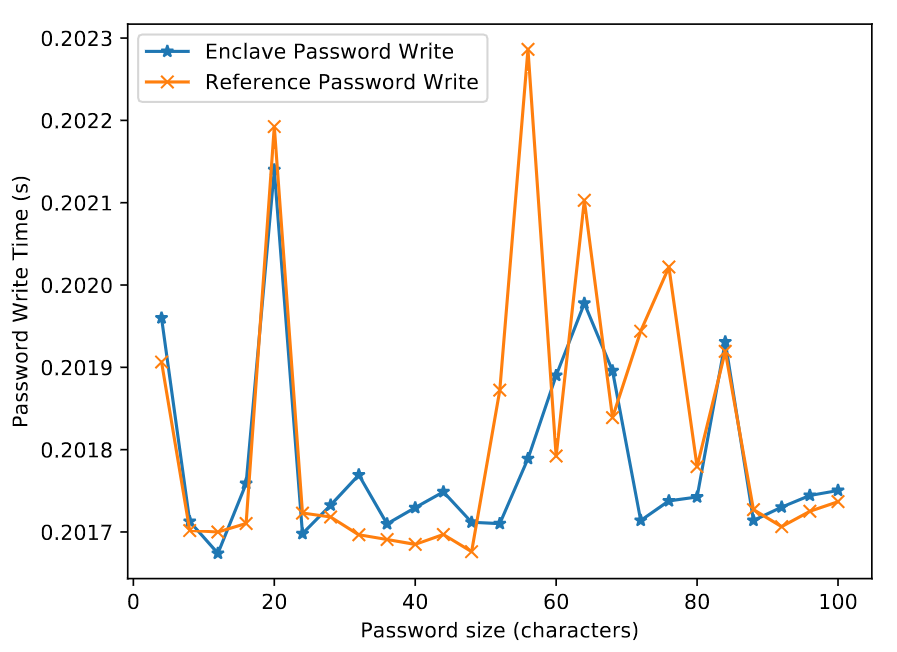 Enclave Password Write
Reference Password Write
Password Write Time (s)
0.2023
0.2022
0.2021
0.2020
0.2019
0.2018
0.2017
0 20 40 60 80 100
Password size (characters)